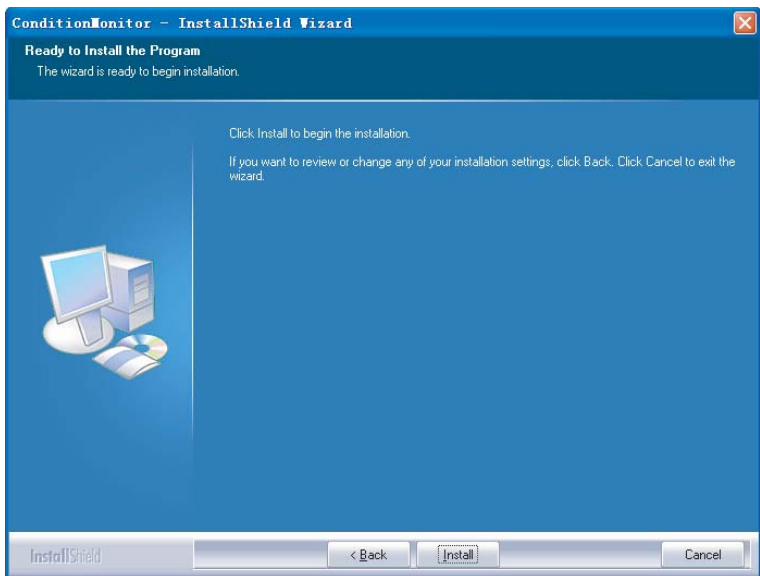 ConditionMonitor - InstallShield Wizard
Ready to Install the Program
The wizard is ready to begin installation.
Click Install to begin the installation.
If you want to review or change any of your installation settings, click Back. Click Cancel to exit the
wizard.
InstallShield
< Back
Install
Cancel